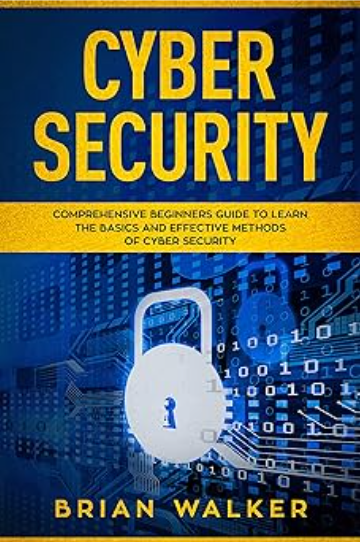 CYBER
SECURITY
COMPREHENSIVE BEGINNERS GUIDE TO LEARN
THE BASICS AND EFFECTIVE METHODS
OF CYBER SECURITY
BRIAN WALKER